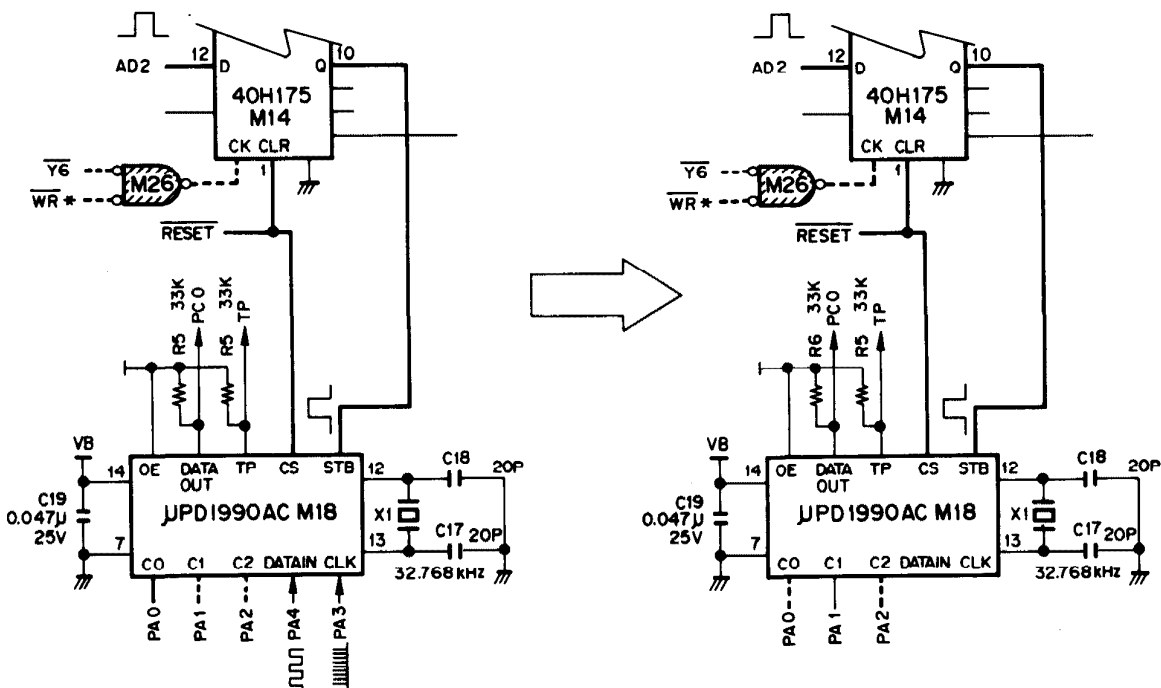 12
AD2
D
Q
10
40H175
M14
CK CLR
1
Y6
WR *
M26
RESET
33K
PC0
33K
TP
R5
R5
VB
14
OE
DATA OUT
TP
CS
STB
12
C18
20P
C19
0.047µ
25V
µPD1990AC M18
X1
7
13
C17
20P
C0
C1
C2
DATAIN
CLK
32.768kHz
PA0
PA1
PA2
PA4
PA3
12
AD2
D
Q
10
40H175
M14
CK CLR
1
Y6
WR *
M26
RESET
33K
PC0
33K
TP
R6
R5
VB
14
OE
DATA OUT
TP
CS
STB
12
C18
20P
C19
0.047µ
25V
µPD1990AC M18
X1
7
13
C17
20P
C0
C1
C2
DATAIN
CLK
32.768kHz
PA0
PA1
PA2